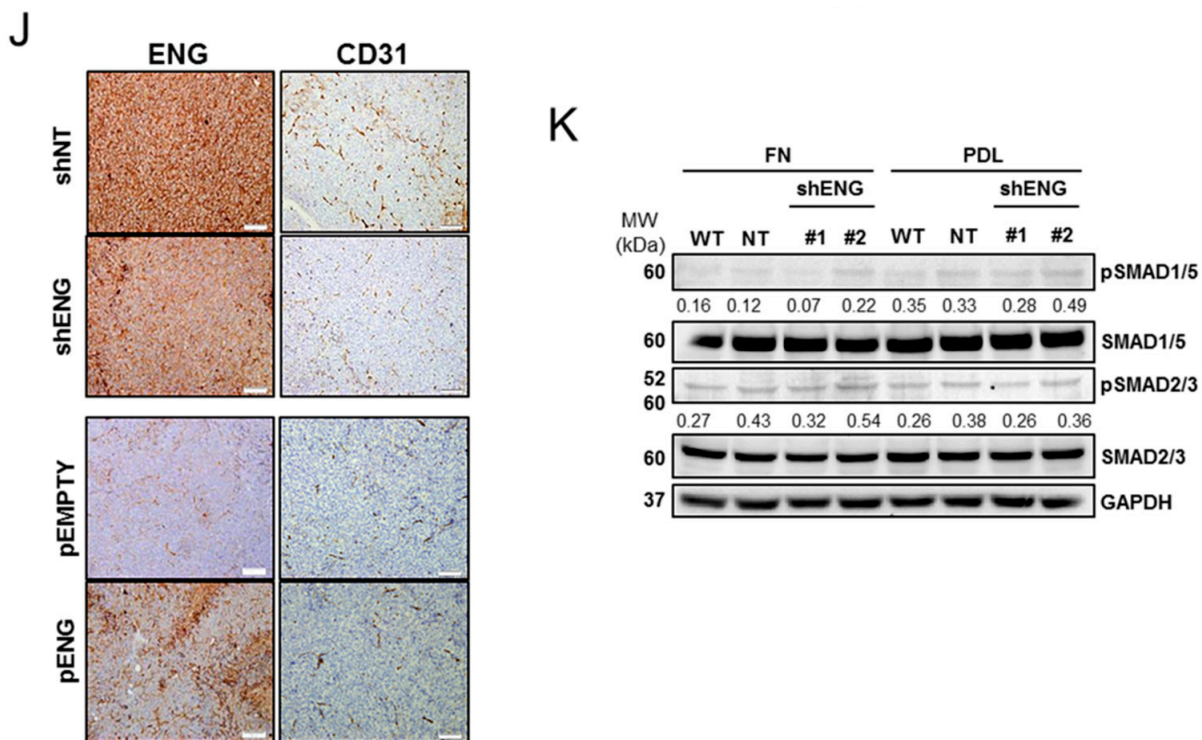 J
ENG CD31
shNT
shENG
pEMPTY
pENG
K
FN PDL
shENG shENG
MW
(kDa)
WT NT #1 #2 WT NT #1 #2
60 pSMAD1/5
0.16 0.12 0.07 0.22 0.35 0.33 0.28 0.49
60 SMAD1/5
52 pSMAD2/3
60
0.27 0.43 0.32 0.54 0.26 0.38 0.26 0.36
60 SMAD2/3
37 GAPDH